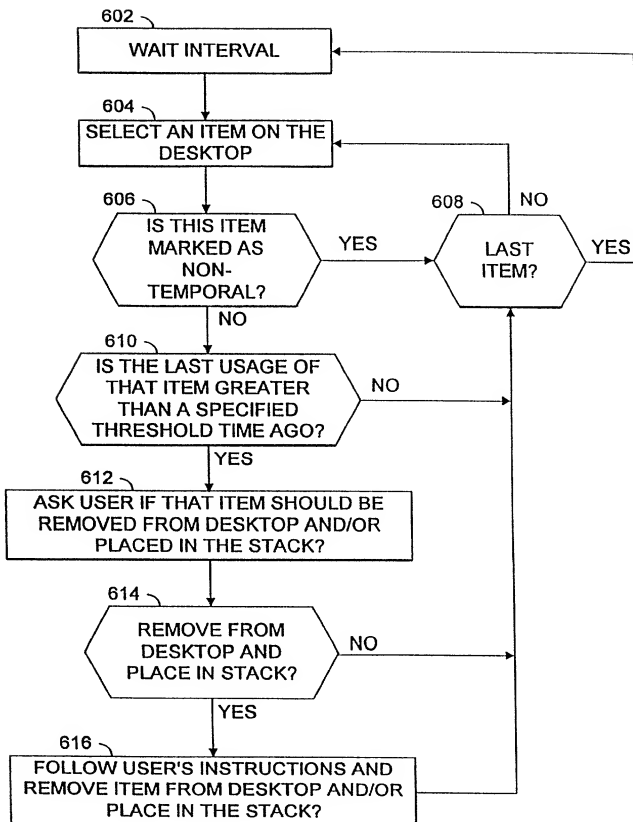 602
WAIT INTERVAL
604
SELECT AN ITEM ON THE
DESKTOP
606
IS THIS ITEM
MARKED AS
NON-
TEMPORAL?
YES
608
LAST
ITEM?
NO
YES
NO
610
IS THE LAST USAGE OF
THAT ITEM GREATER
THAN A SPECIFIED
THRESHOLD TIME AGO?
NO
YES
612
ASK USER IF THAT ITEM SHOULD BE
REMOVED FROM DESKTOP AND/OR
PLACED IN THE STACK?
614
REMOVE FROM
DESKTOP AND
PLACE IN STACK?
NO
YES
616
FOLLOW USER'S INSTRUCTIONS AND
REMOVE ITEM FROM DESKTOP AND/OR
PLACE IN THE STACK?